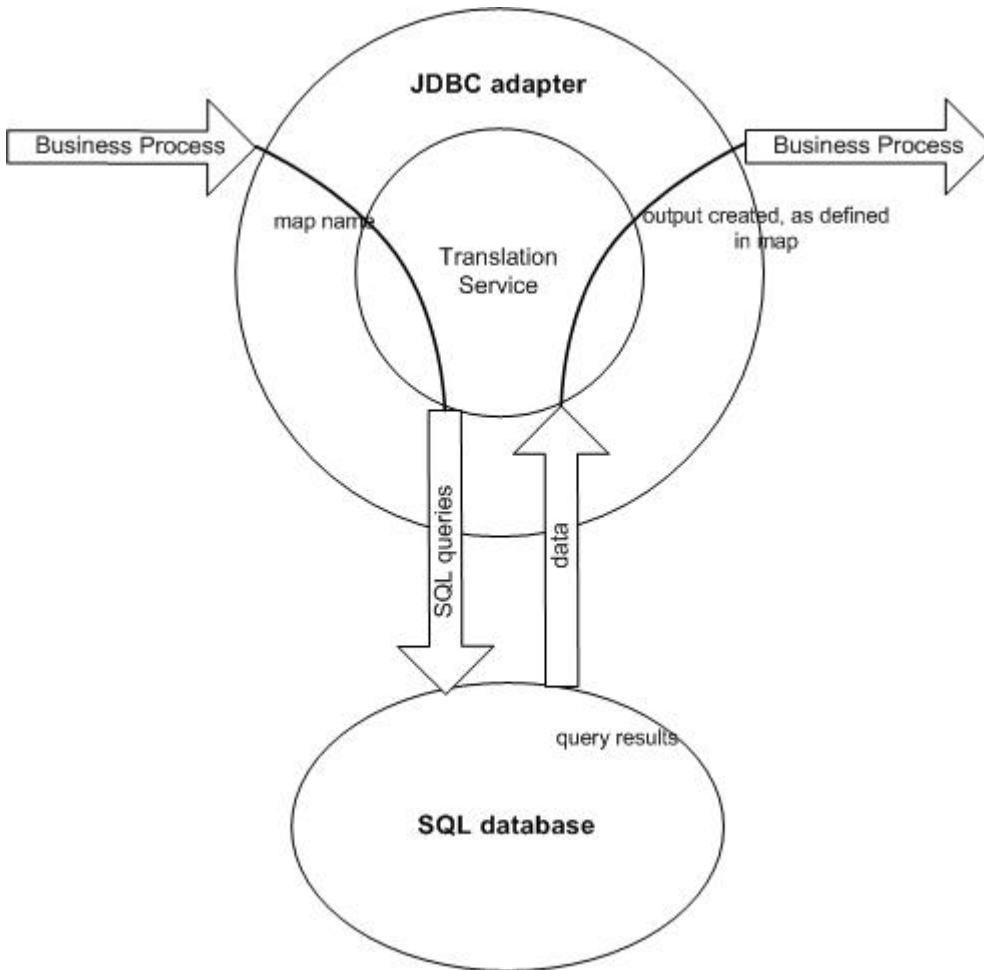 JDBC adapter
Business Process
Business Process
map name
output created, as defined
in map
Translation
Service
SQL queries
data
query results
SQL database